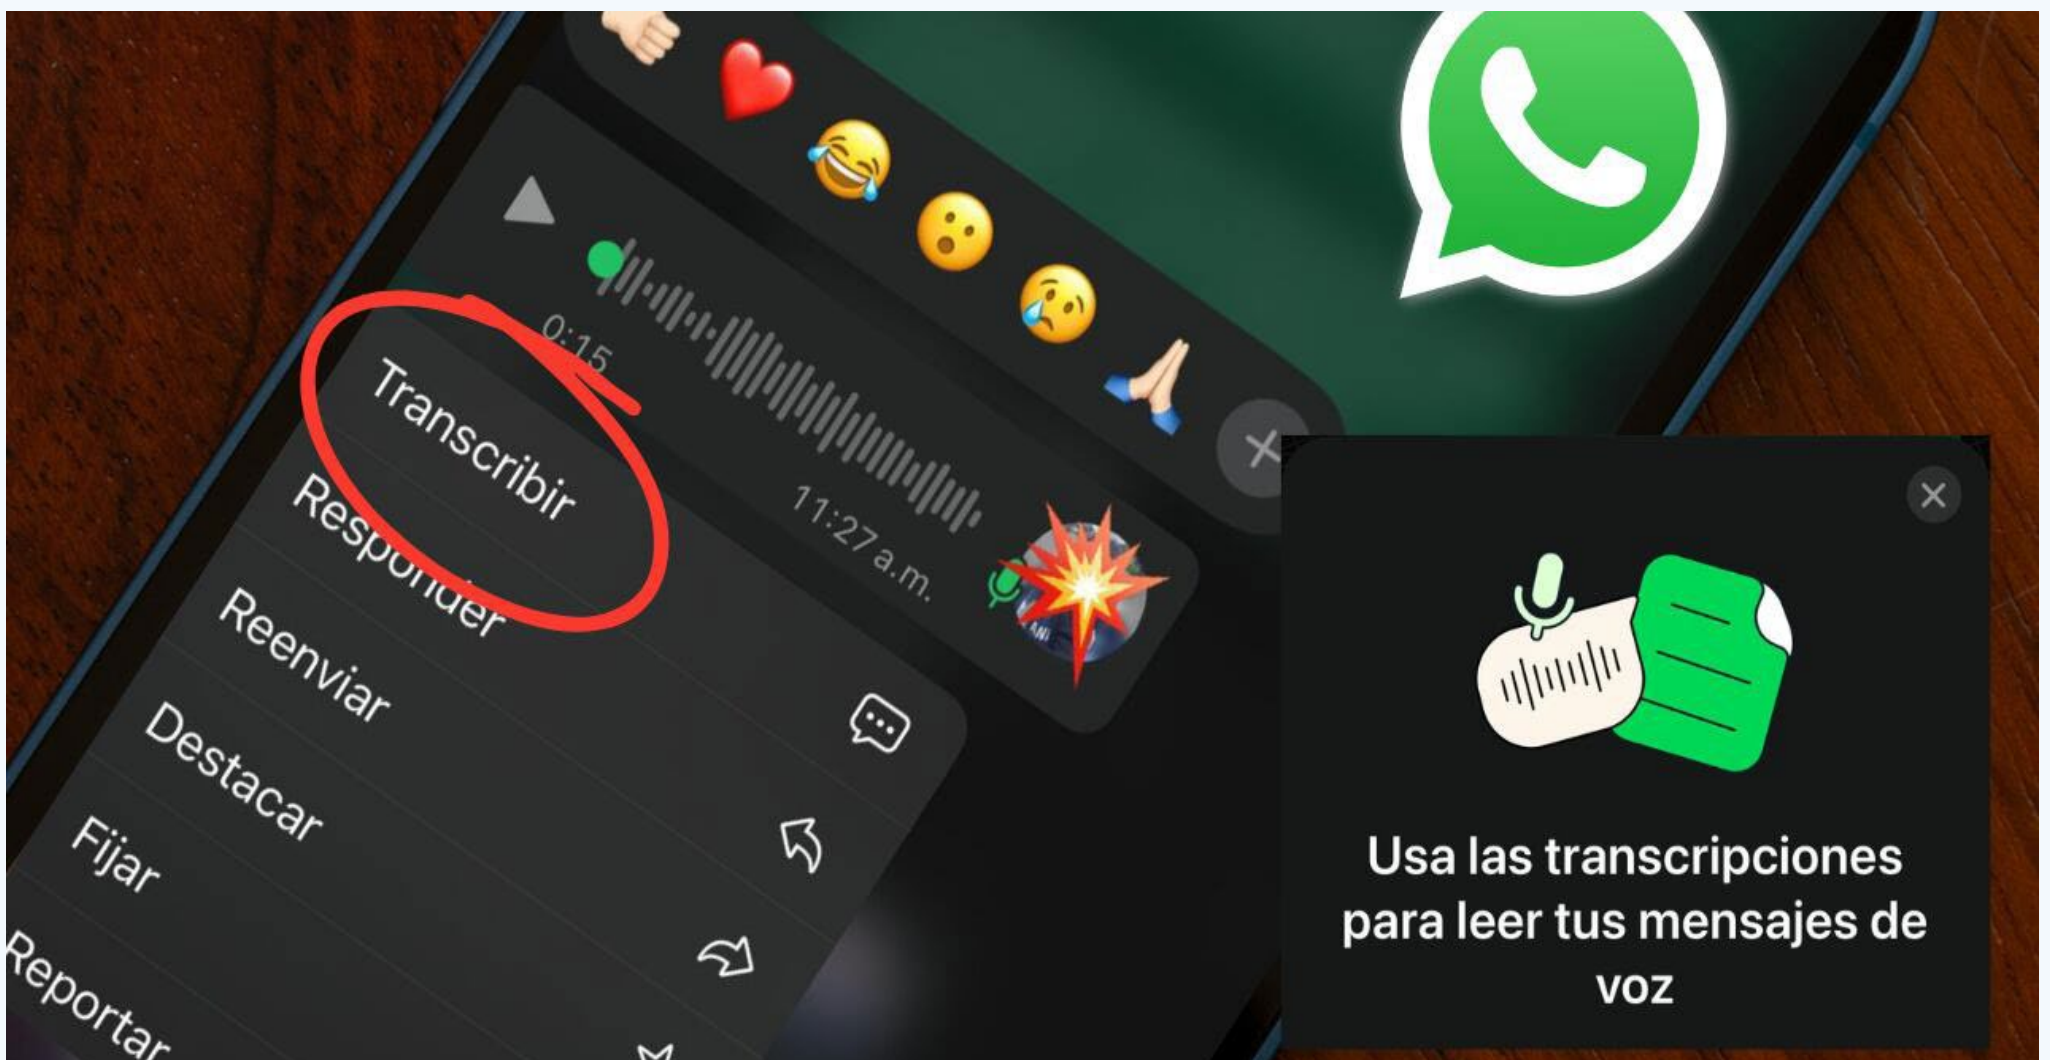 0:15
11:27 a.m.
Transcribir
Responder
Reenviar
Destacar
Fijar
Reportar
Usa las transcripciones
para leer tus mensajes de
voz